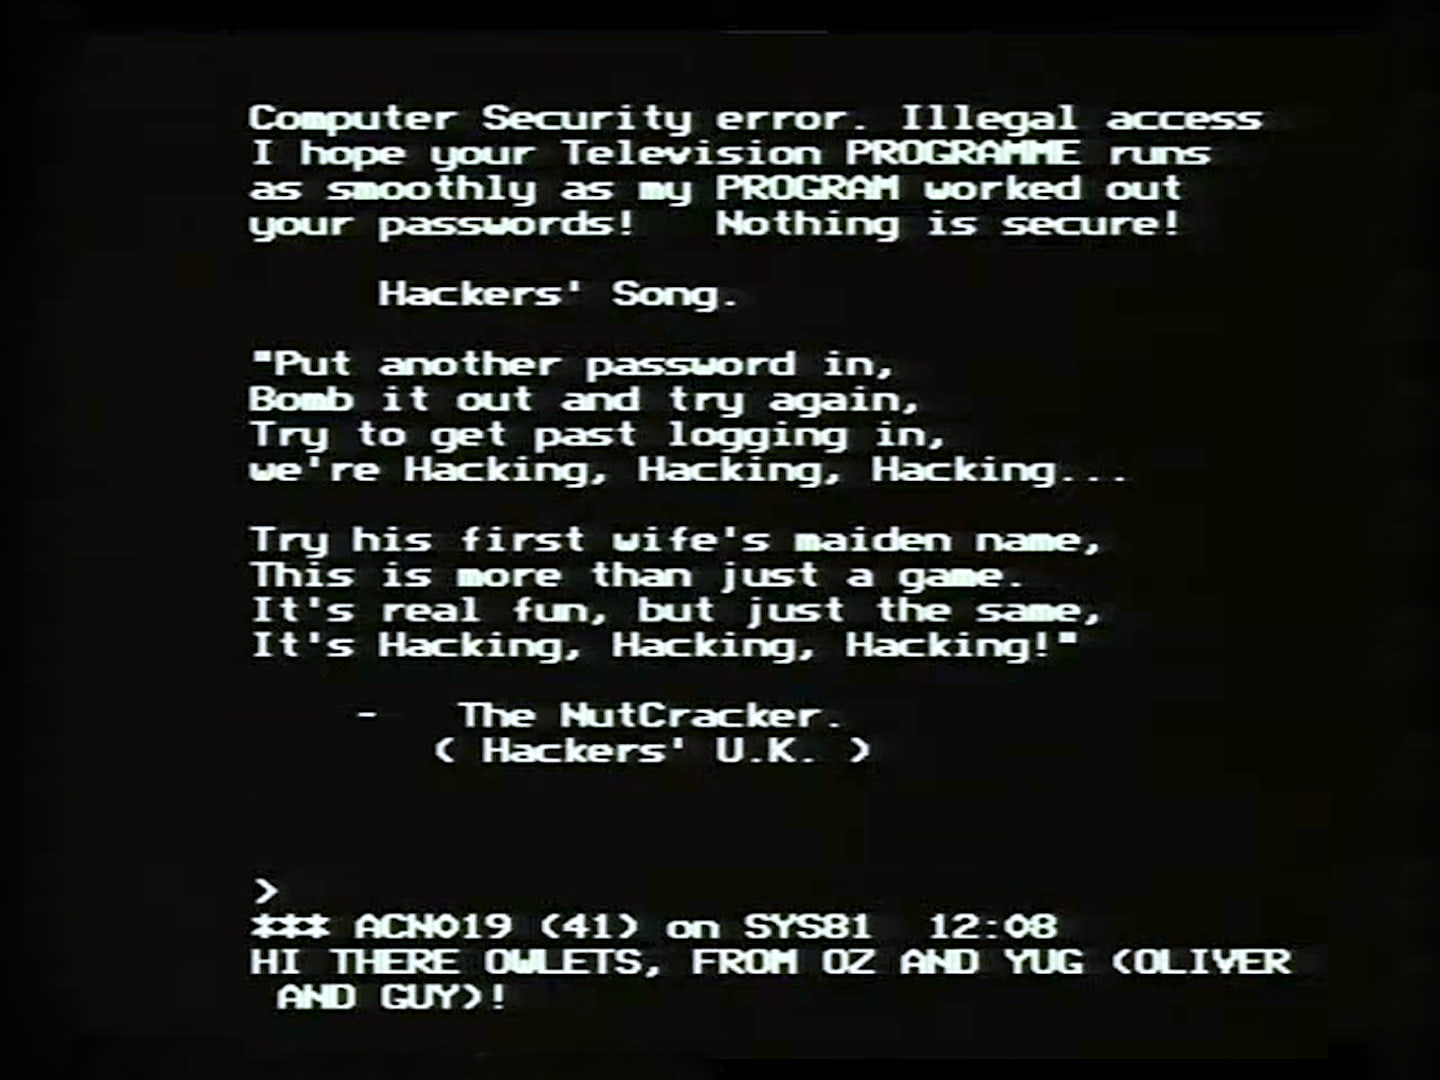 Computer Security error. Illegal access
I hope your Television PROGRAMME runs
as smoothly as my PROGRAM worked out
your passwords! Nothing is secure!
Hackers' Song.
"Put another password in,
Bomb it out and try again,
Try to get past logging in,
we're Hacking, Hacking, Hacking...
Try his first wife's maiden name,
This is more than just a game.
It's real fun, but just the same,
It's Hacking, Hacking, Hacking!"
- The NutCracker.
( Hackers' U.K. )
>
*** ACN019 (41) on SYS81 12:08
HI THERE OWLETS, FROM OZ AND YUG (OLIVER
AND GUY)!